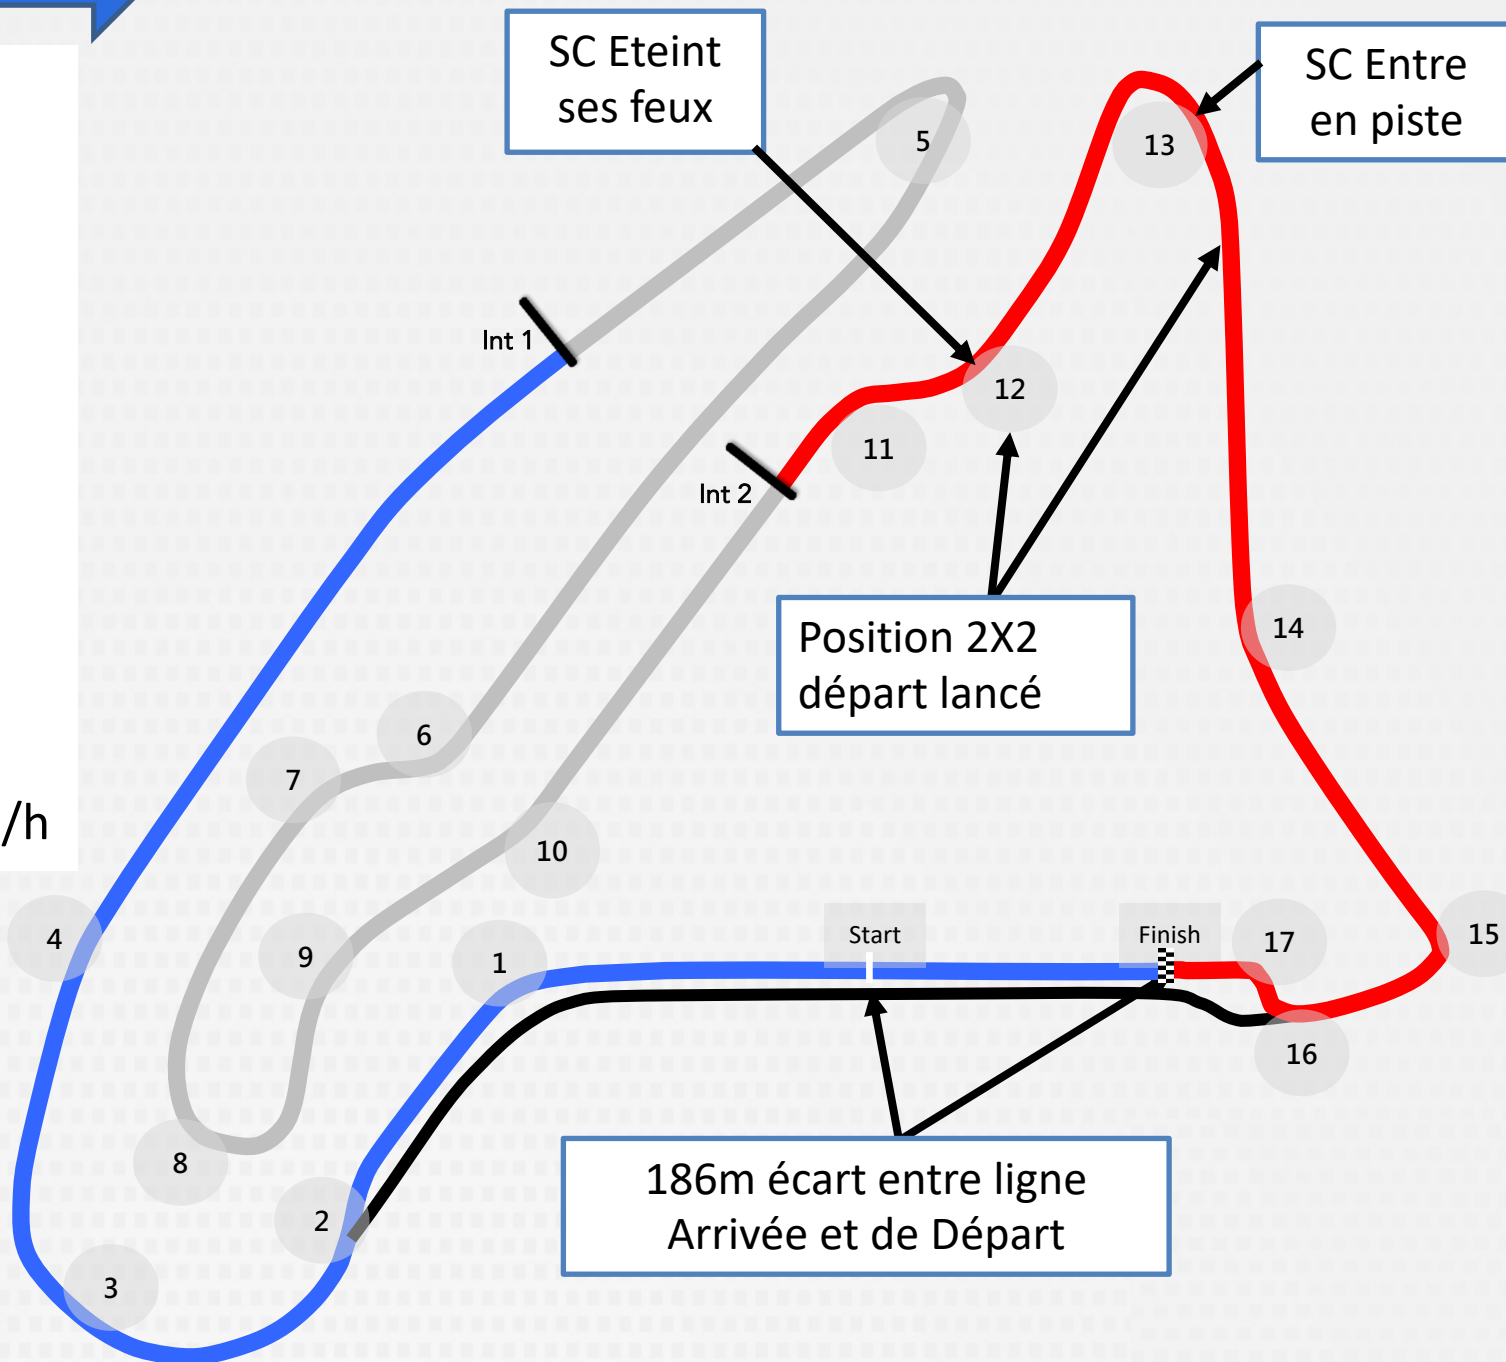 SC Eteint
ses feux
SC Entre
en piste
5
13
Int 1
12
11
Int 2
Position 2X2
départ lancé
14
6
7
/h
10
4
9
1
Start
Finish
17
15
16
8
2
186m écart entre ligne
Arrivée et de Départ
3